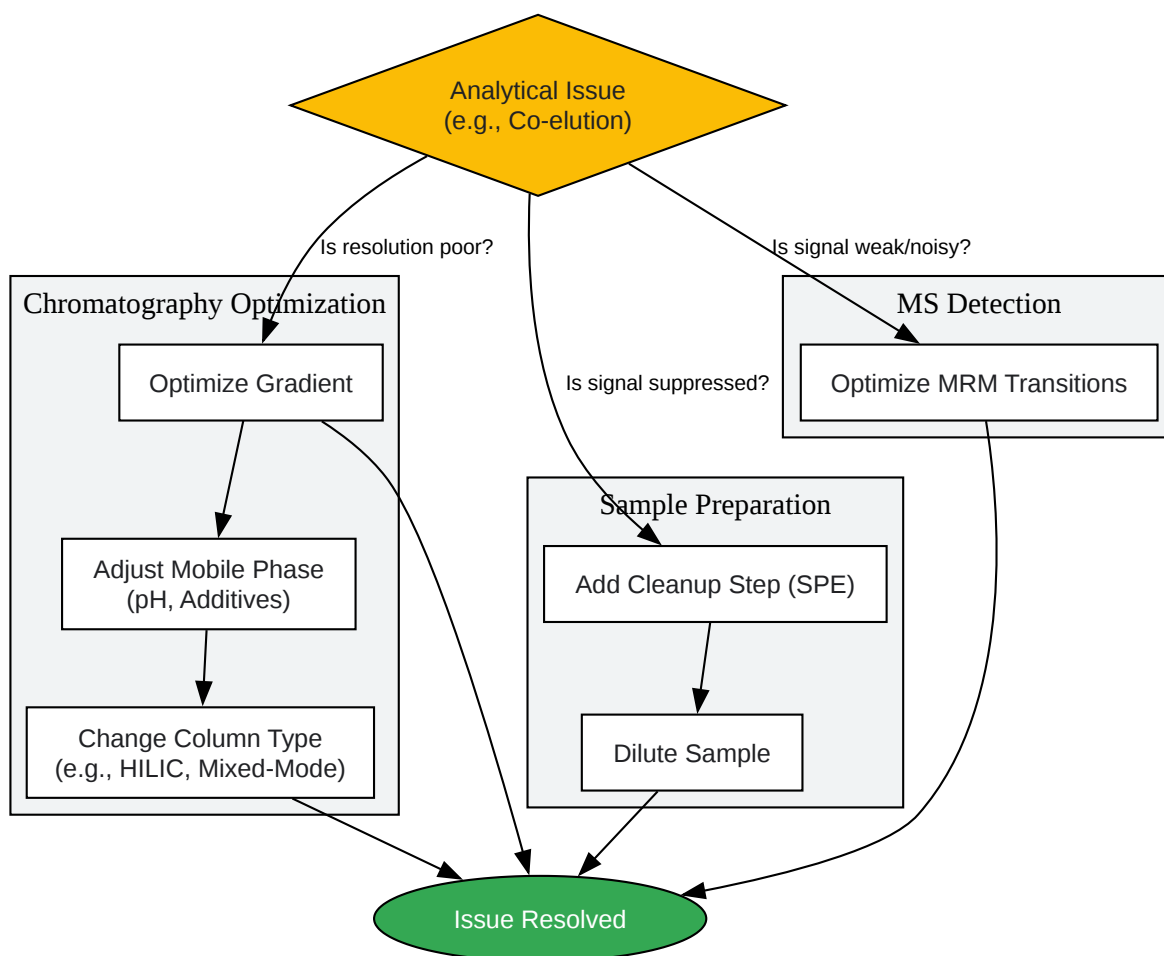 Analytical Issue
(e.g., Co-elution)
Is resolution poor?
Is signal weak/noisy?
Chromatography Optimization
MS Detection
Optimize Gradient
Is signal suppressed?
Optimize MRM Transitions
Sample Preparation
Adjust Mobile Phase
(pH, Additives)
Add Cleanup Step (SPE)
Change Column Type
(e.g., HILIC, Mixed-Mode)
Dilute Sample
Issue Resolved